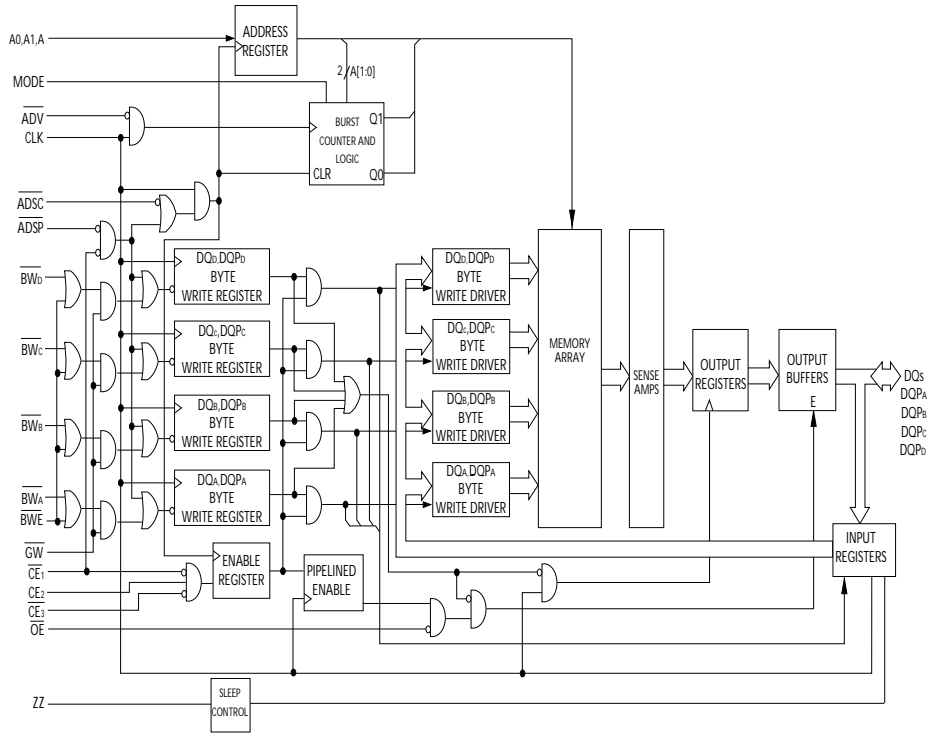 A0,A1,A
ADDRESS
REGISTER
MODE
2
A[1:0]
ADV
CLK
BURST
COUNTER AND
LOGIC
CLR
Q1
Q0
ADSC
ADSP
BWD
BWC
BWB
BWA
BWE
GW
CE1
CE2
CE3
OE
ZZ
DQD,DQPD
BYTE
WRITE REGISTER
DQC,DQPC
BYTE
WRITE REGISTER
DQB,DQPB
BYTE
WRITE REGISTER
DQA,DQPA
BYTE
WRITE REGISTER
ENABLE
REGISTER
PIPELINED
ENABLE
SLEEP
CONTROL
DQD,DQPD
BYTE
WRITE DRIVER
DQC,DQPC
BYTE
WRITE DRIVER
DQB,DQPB
BYTE
WRITE DRIVER
DQA,DQPA
BYTE
WRITE DRIVER
MEMORY
ARRAY
SENSE
AMPS
OUTPUT
REGISTERS
OUTPUT
BUFFERS
E
INPUT
REGISTERS
DQs
DQPA
DQPB
DQPC
DQPD